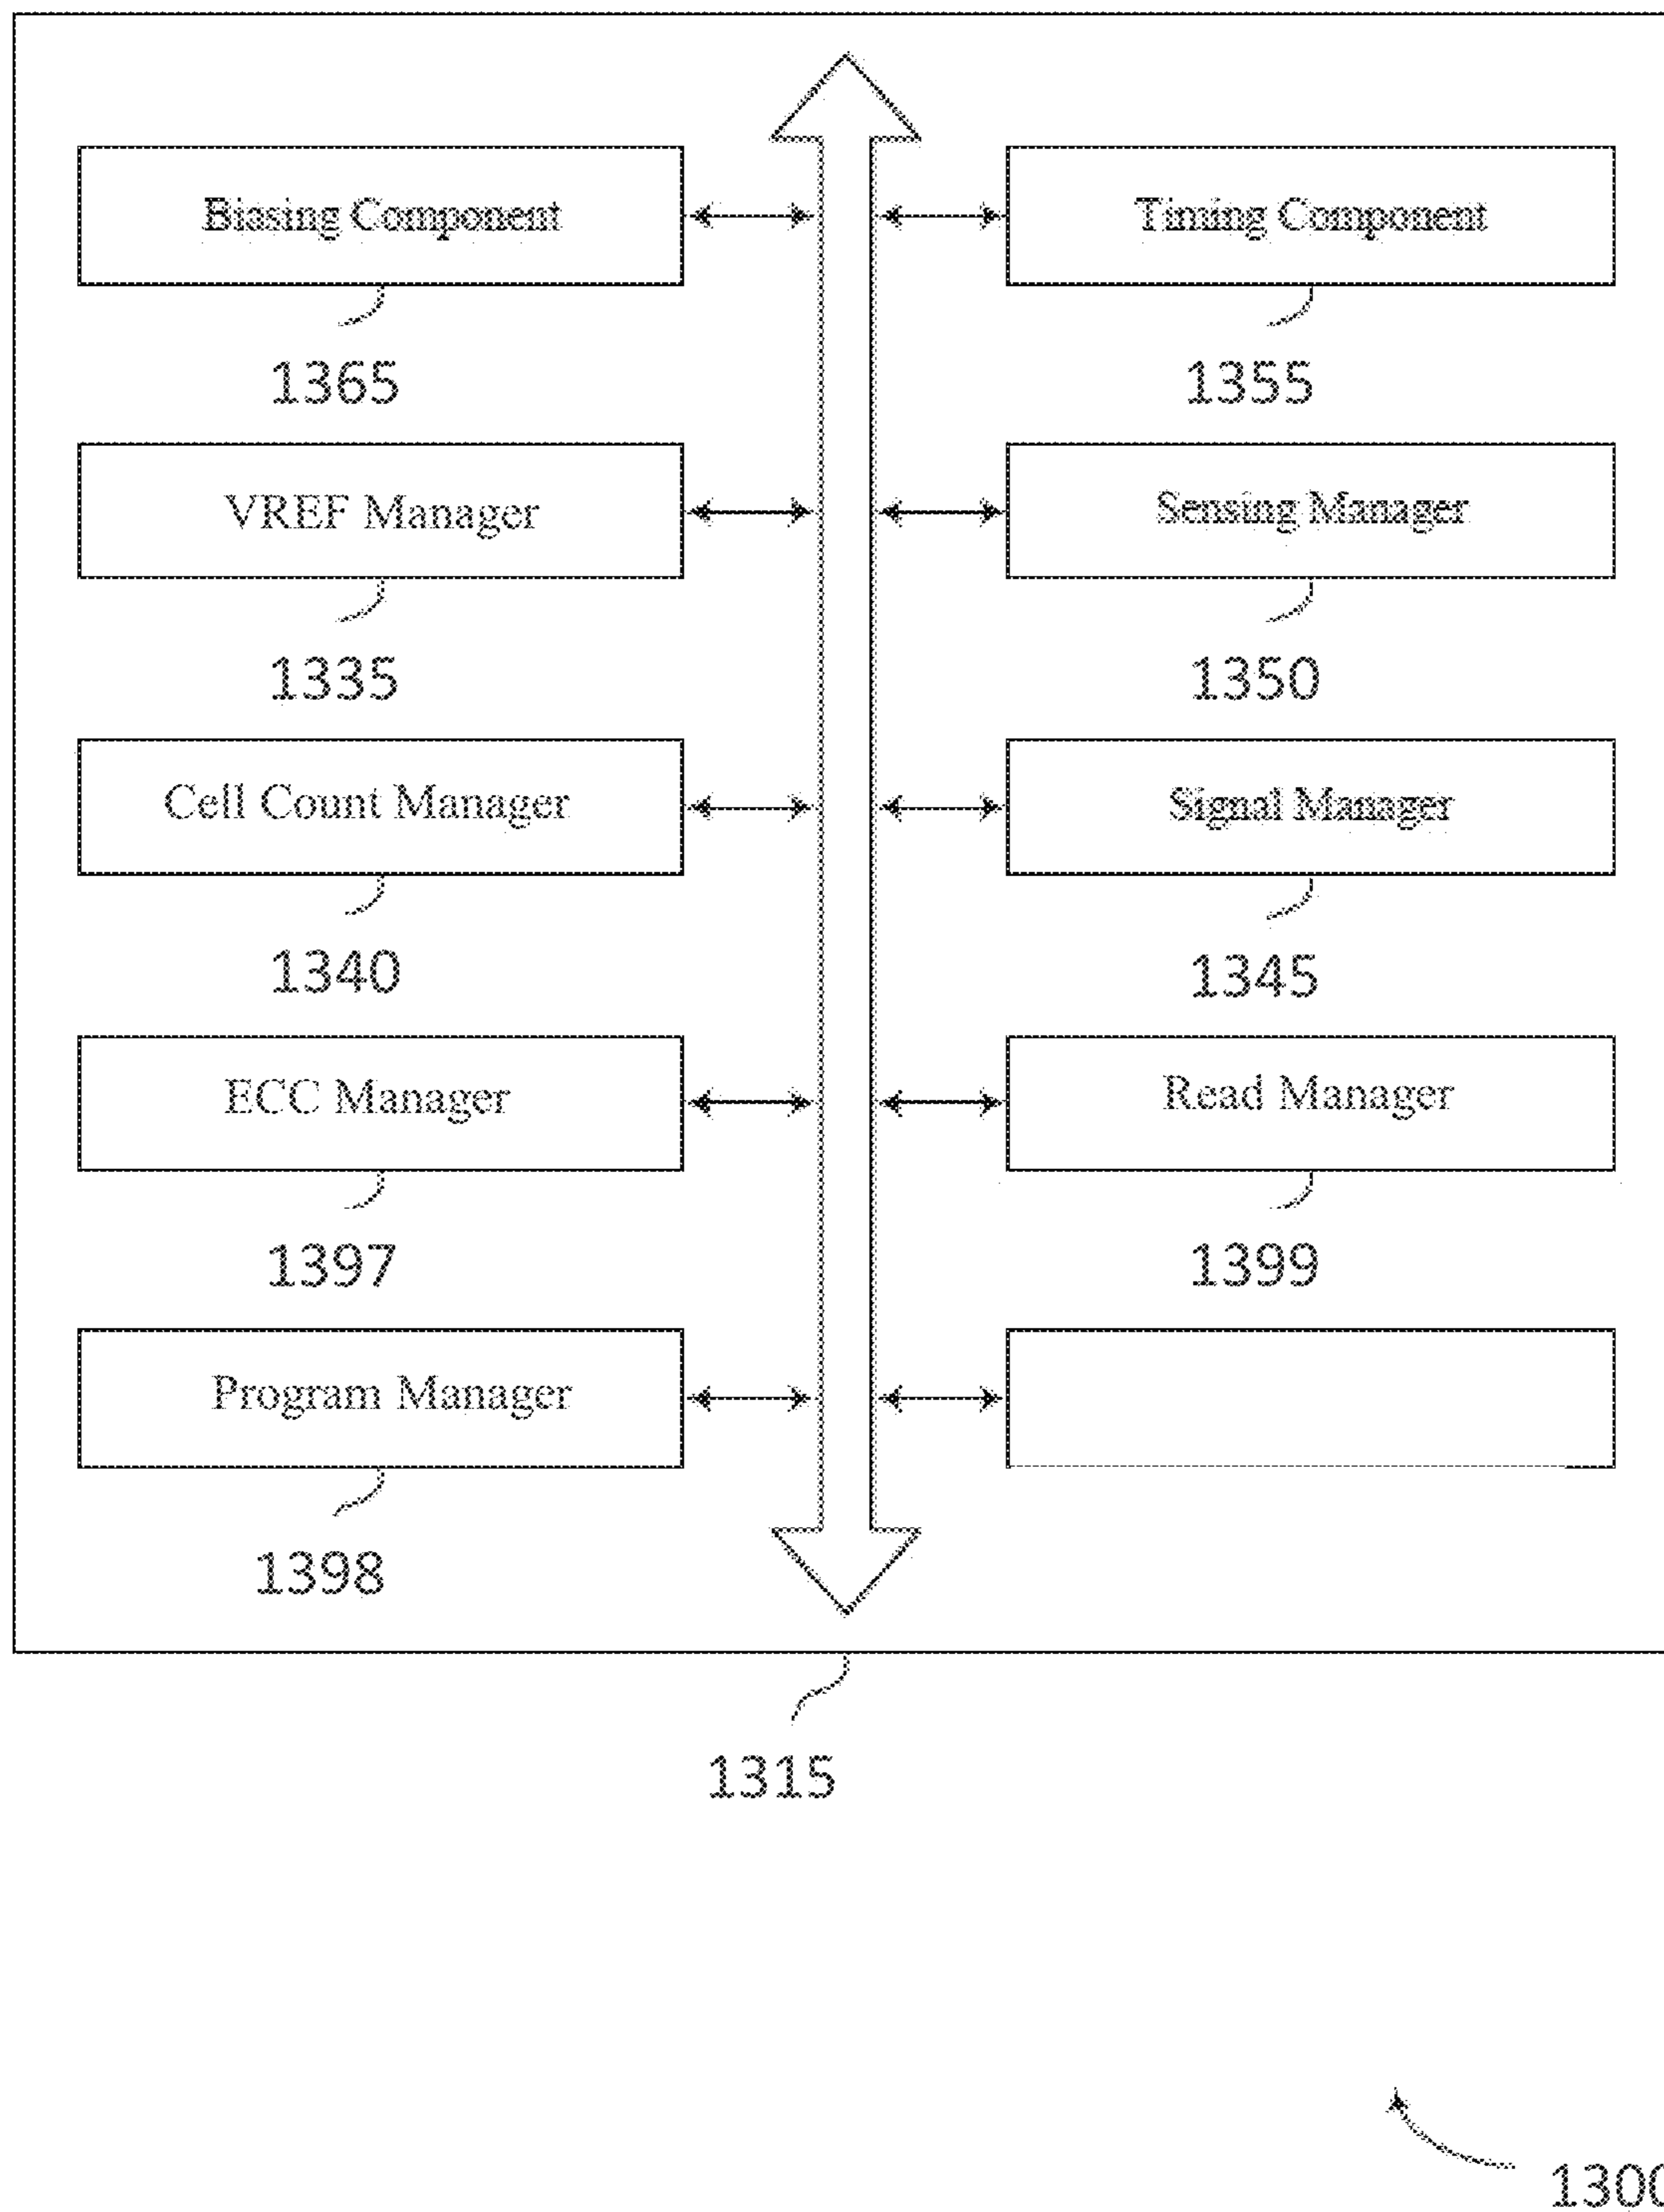 Biasing Component
Timing Component
1365
1355
VREF Manager
Sensing Manager
1335
1350
Cell Count Manager
Signal Manager
1340
1345
ECC Manager
Read Manager
1397
1399
Program Manager
1398
1315
1300